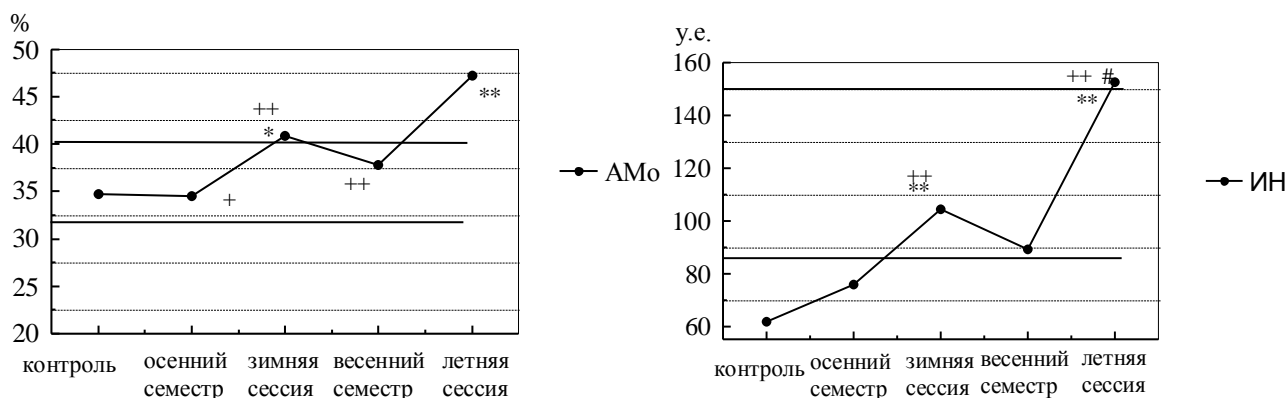 %
50
45
40
35
30
25
20
++
*
+
++
**
контроль
осенний семестр
зимняя сессия
весенний семестр
летняя сессия
АМо
у.е.
160
140
120
100
80
60
++ #
**
++
**
контроль
осенний семестр
зимняя сессия
весенний семестр
летняя сессия
ИН